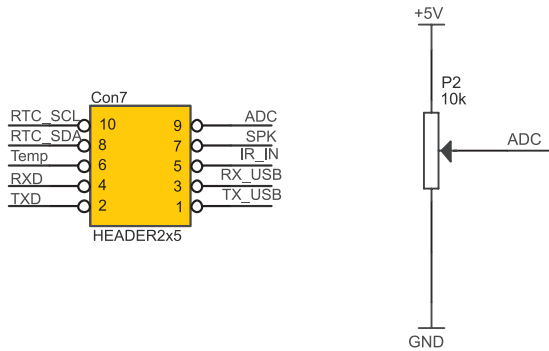 +5V
P2
10k
ADC
GND
Con7
RTC_SCL 10 9 ADC
RTC_SDA 8 7 SPK
Temp 6 5 IR_IN
RXD 4 3 RX_USB
TXD 2 1 TX_USB
HEADER2x5